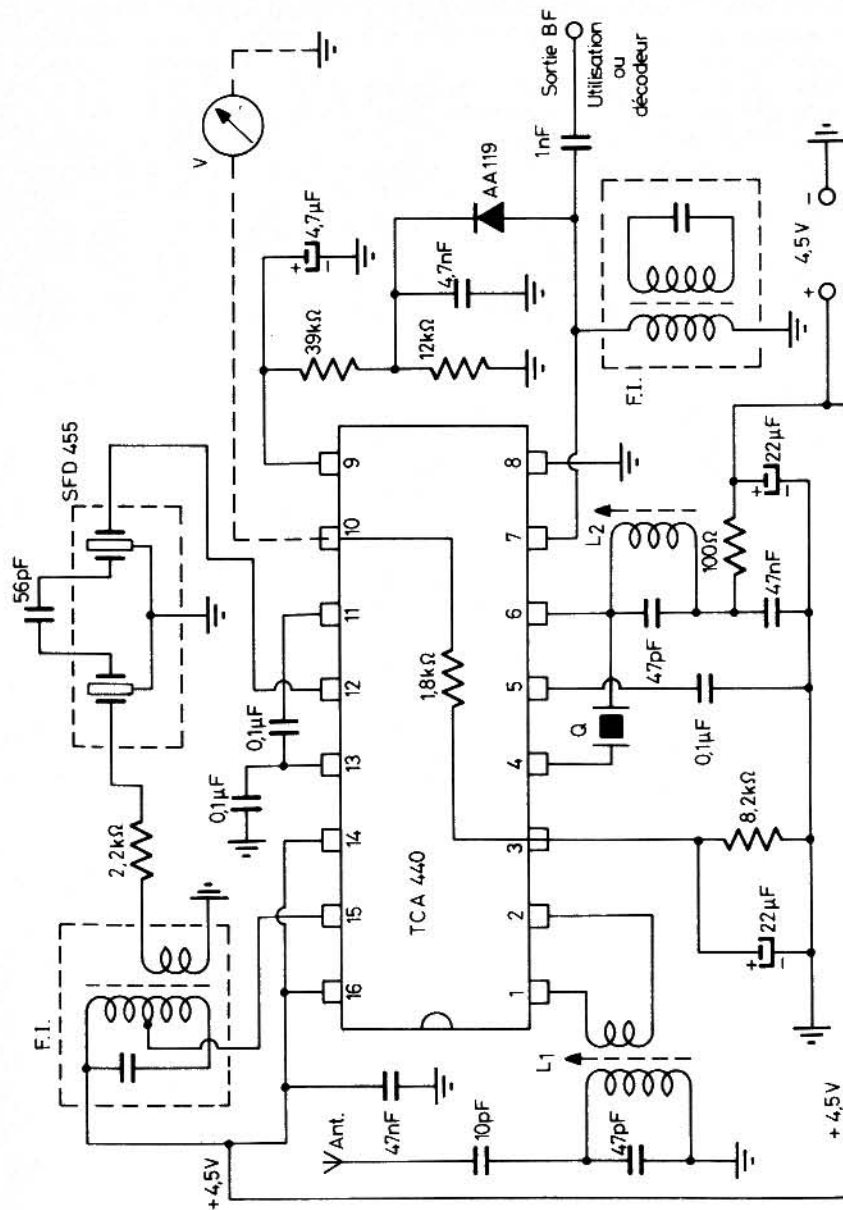 SFD 455
56pF
2,2kΩ
F.I.
+4,5V
0,1µF
0,1µF
V
4,7µF
+
-
39kΩ
12kΩ
4,7nF
AA119
1nF
Sortie BF
Utilisation
ou
décodeur
F.I.
16
15
14
13
12
11
10
9
TCA 440
1,8kΩ
1
2
3
4
5
6
7
8
Ant.
47nF
10pF
47pF
L1
Q
47pF
L2
100Ω
22µF
+
-
47nF
0,1µF
8,2kΩ
22µF
+
-
+ 4,5V -
+ 4,5V